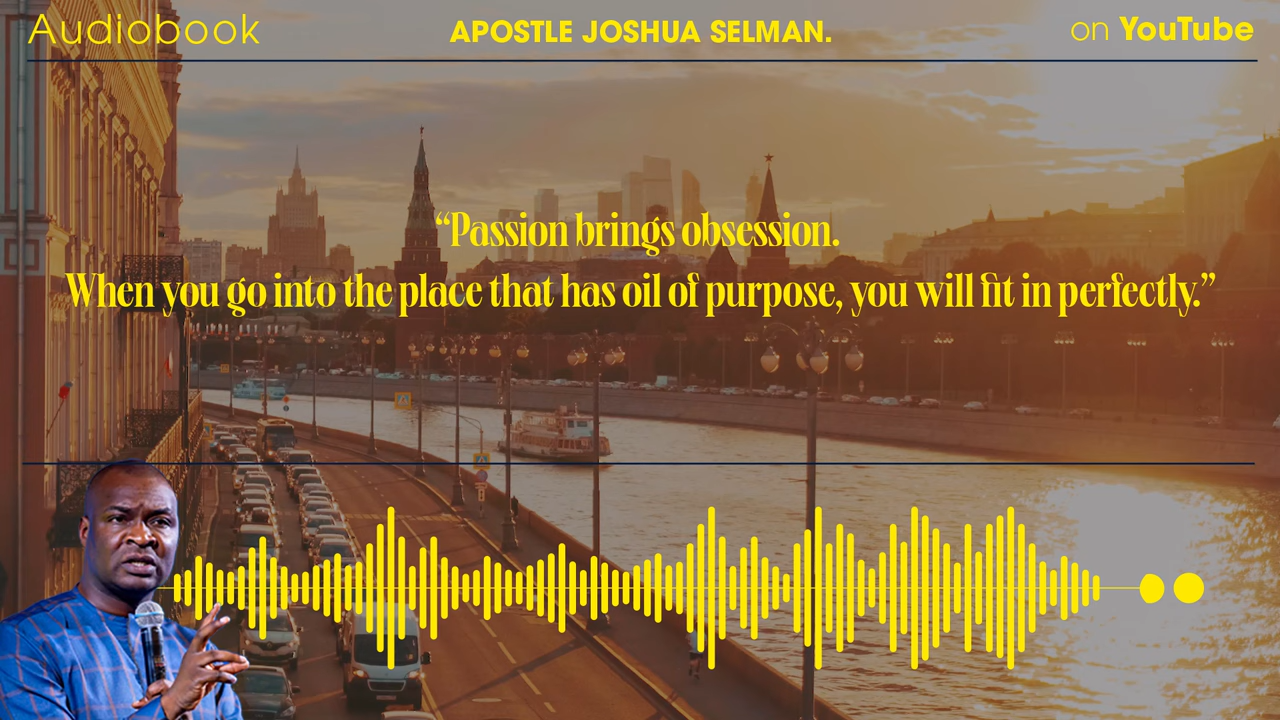 Audiobook
APOSTLE JOSHUA SELMAN.
on YouTube
“Passion brings obsession.
When you go into the place that has oil of purpose, you will fit in perfectly.”